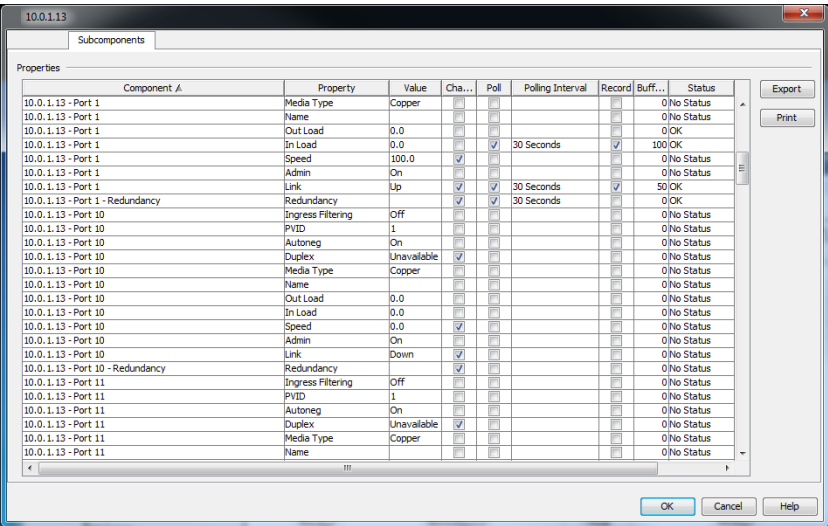 10.0.1.13
Subcomponents
Properties
Component Property Value Cha... Poll Polling Interval Record Buff... Status
Export
Print
10.0.1.13 - Port 1 Media Type Copper 0 No Status
10.0.1.13 - Port 1 Name 0 No Status
10.0.1.13 - Port 1 Out Load 0.0 0 OK
10.0.1.13 - Port 1 In Load 0.0 30 Seconds 100 OK
10.0.1.13 - Port 1 Speed 100.0 0 No Status
10.0.1.13 - Port 1 Admin On 0 No Status
10.0.1.13 - Port 1 Link Up 30 Seconds 50 OK
10.0.1.13 - Port 1 - Redundancy Redundancy 30 Seconds 0 OK
10.0.1.13 - Port 10 Ingress Filtering Off 0 No Status
10.0.1.13 - Port 10 PVID 1 0 No Status
10.0.1.13 - Port 10 Autoneg On 0 No Status
10.0.1.13 - Port 10 Duplex Unavailable 0 No Status
10.0.1.13 - Port 10 Media Type Copper 0 No Status
10.0.1.13 - Port 10 Name 0 No Status
10.0.1.13 - Port 10 Out Load 0.0 0 No Status
10.0.1.13 - Port 10 In Load 0.0 0 No Status
10.0.1.13 - Port 10 Speed 0.0 0 No Status
10.0.1.13 - Port 10 Admin On 0 No Status
10.0.1.13 - Port 10 Link Down 0 No Status
10.0.1.13 - Port 10 - Redundancy Redundancy 0 No Status
10.0.1.13 - Port 11 Ingress Filtering Off 0 No Status
10.0.1.13 - Port 11 PVID 1 0 No Status
10.0.1.13 - Port 11 Autoneg On 0 No Status
10.0.1.13 - Port 11 Duplex Unavailable 0 No Status
10.0.1.13 - Port 11 Media Type Copper 0 No Status
10.0.1.13 - Port 11 Name 0 No Status
OK Cancel Help